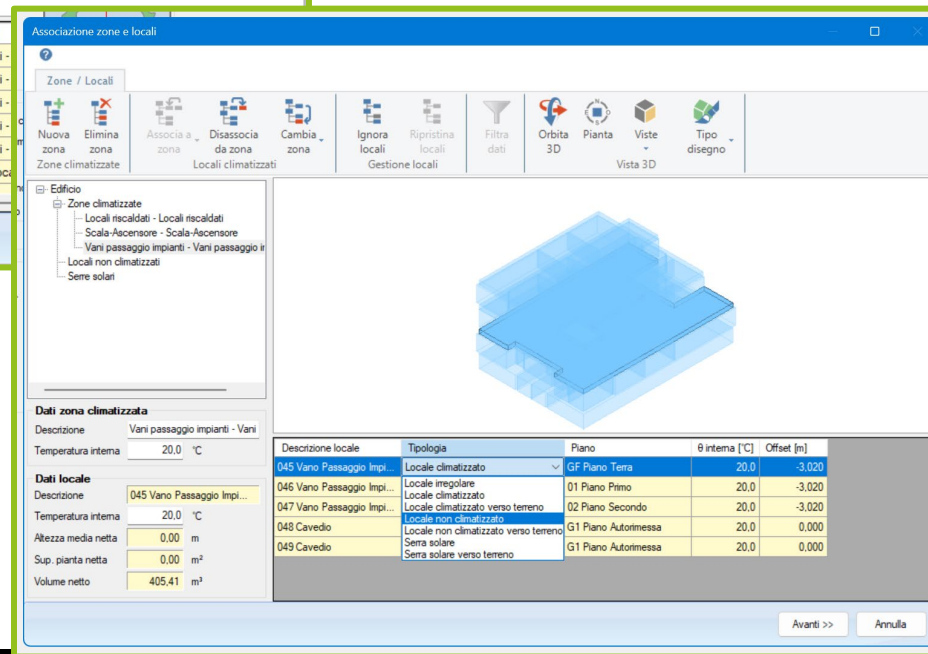 Associazione zone e locali
Zone / Locali
Nuova zona
Elimina zona
Associa a zona
Disassocia da zona
Cambia zona
Ignora locali
Ripristina locali
Filtra dati
Orbita 3D
Pianta
Viste
Tipo disegno
Zone climatizzate
Locali climatizzati
Gestione locali
Vista 3D
Edificio
Zone climatizzate
Locali riscaldati - Locali riscaldati
Scala-Ascensore - Scala-Ascensore
Vani passaggio impianti - Vani passaggio ir
Locali non climatizzati
Serre solari
Dati zona climatizzata
Descrizione Vani passaggio impianti - Vani
Temperatura interna 20,0 °C
Dati locale
Descrizione 045 Vano Passaggio Impi...
Temperatura interna 20,0 °C
Altezza media netta 0,00 m
Sup. pianta netta 0,00 m²
Volume netto 405,41 m³
Descrizione locale Tipologia Piano θ interna [°C] Offset [m]
045 Vano Passaggio Impi... Locale climatizzato GF Piano Terra 20,0 -3,020
046 Vano Passaggio Impi... 01 Piano Primo 20,0 -3,020
047 Vano Passaggio Impi... 02 Piano Secondo 20,0 -3,020
048 Cavedio G1 Piano Autorimessa 20,0 0,000
049 Cavedio G1 Piano Autorimessa 20,0 0,000
Locale irregolare
Locale climatizzato
Locale climatizzato verso terreno
Locale non climatizzato
Locale non climatizzato verso terreno
Serra solare
Serra solare verso terreno
Avanti >>
Annulla